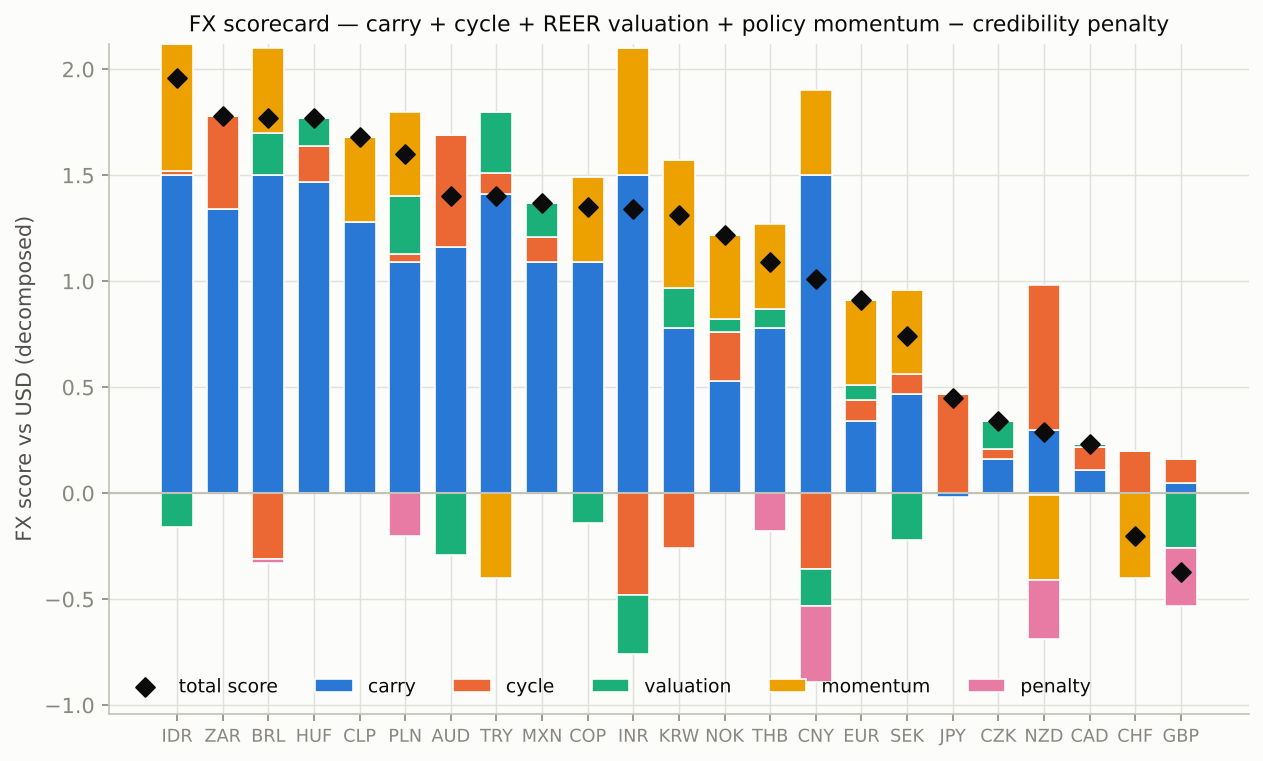 FX scorecard — carry + cycle + REER valuation + policy momentum − credibility penalty
FX score vs USD (decomposed)
2.0
1.5
1.0
0.5
0.0
−0.5
−1.0
total score carry cycle valuation momentum penalty
IDR ZAR BRL HUF CLP PLN AUD TRY MXN COP INR KRW NOK THB CNY EUR SEK JPY CZK NZD CAD CHF GBP